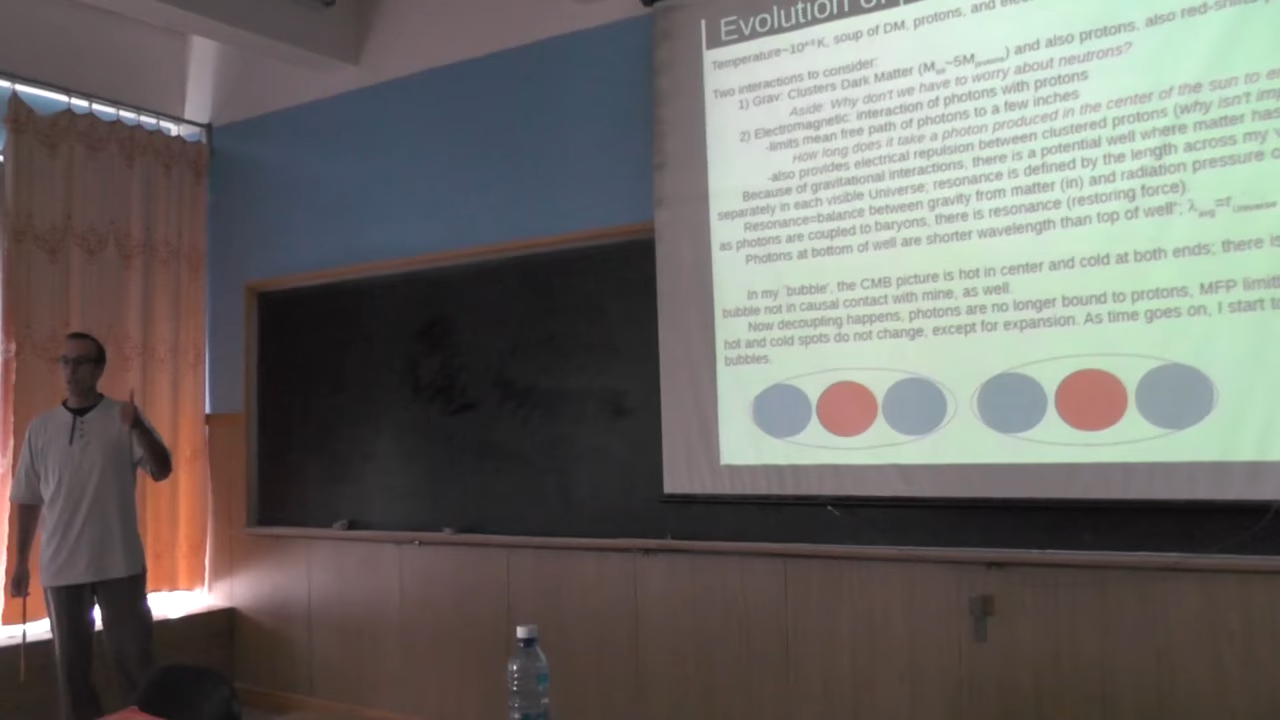 Evolution of
Temperature~10^4.5K, soup of DM, protons, and
Two interactions to consider:
1) Grav: Clusters Dark Matter (M ~5M) and also protons, also red-shifts
Aside: Why don't we have to worry about neutrons?
2) Electromagnetic: interaction of photons with protons
-limits mean free path of photons to a few inches
How long does it take a photon produced in the center of the sun to
-also provides electrical repulsion between clustered protons (why isn't
Because of gravitational interactions, there is a potential well where matter has
separately in each visible Universe; resonance is defined by the length across my
Resonance=balance between gravity from matter (in) and radiation pressure
as photons are coupled to baryons, there is resonance (restoring force).
Photons at bottom of well are shorter wavelength than top of well'; λavg=rUniverse
In my 'bubble', the CMB picture is hot in center and cold at both ends; there
bubble not in causal contact with mine, as well.
Now decoupling happens, photons are no longer bound to protons, MFP
hot and cold spots do not change, except for expansion. As time goes on, I start
bubbles.